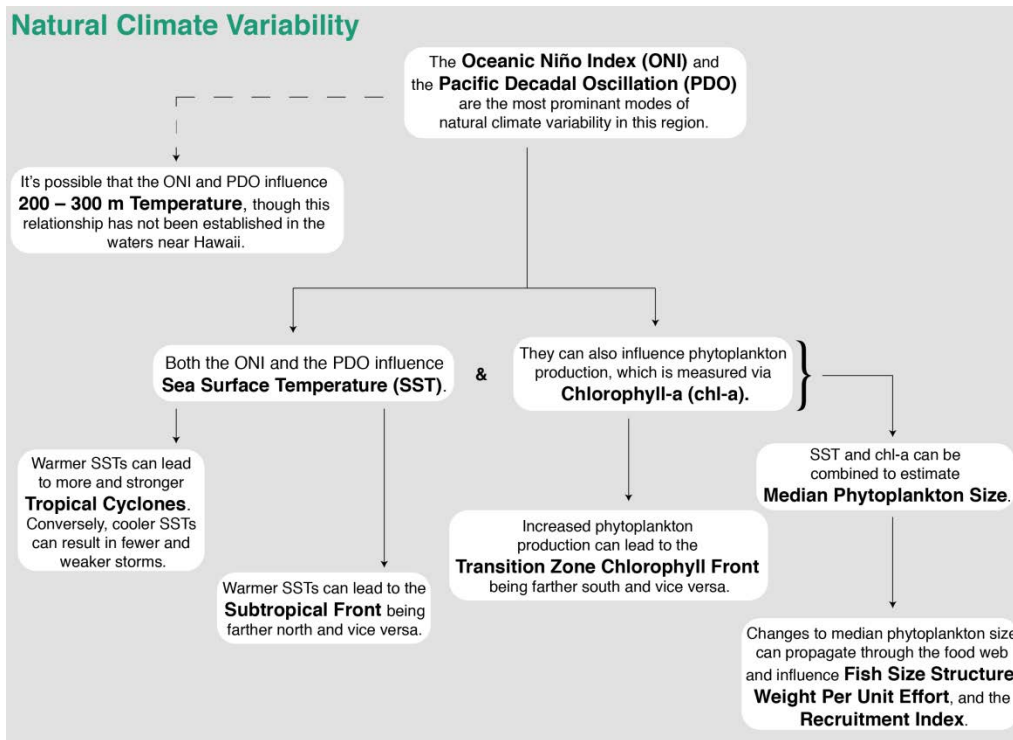 Natural Climate Variability
The Oceanic Niño Index (ONI) and
the Pacific Decadal Oscillation (PDO)
are the most prominant modes of
natural climate variability in this region.
It's possible that the ONI and PDO influence
200 – 300 m Temperature, though this
relationship has not been established in the
waters near Hawaii.
Both the ONI and the PDO influence
Sea Surface Temperature (SST).
&
They can also influence phytoplankton
production, which is measured via
Chlorophyll-a (chl-a).
Warmer SSTs can lead
to more and stronger
Tropical Cyclones.
Conversely, cooler SSTs
can result in fewer and
weaker storms.
Warmer SSTs can lead to the
Subtropical Front being
farther north and vice versa.
Increased phytoplankton
production can lead to the
Transition Zone Chlorophyll Front
being farther south and vice versa.
SST and chl-a can be
combined to estimate
Median Phytoplankton Size.
Changes to median phytoplankton size
can propagate through the food web
and influence Fish Size Structure
Weight Per Unit Effort, and the
Recruitment Index.